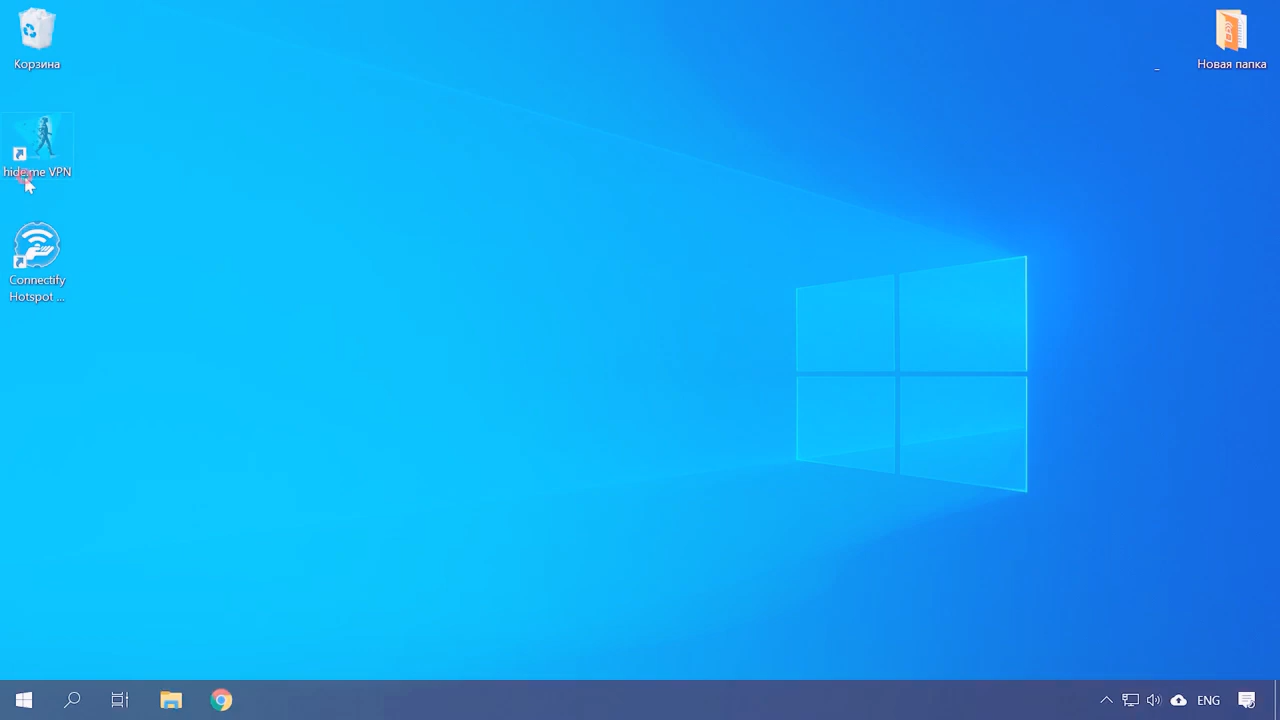 Корзина
Новая папка
hide.me VPN
Connectify
Hotspot ...
ENG